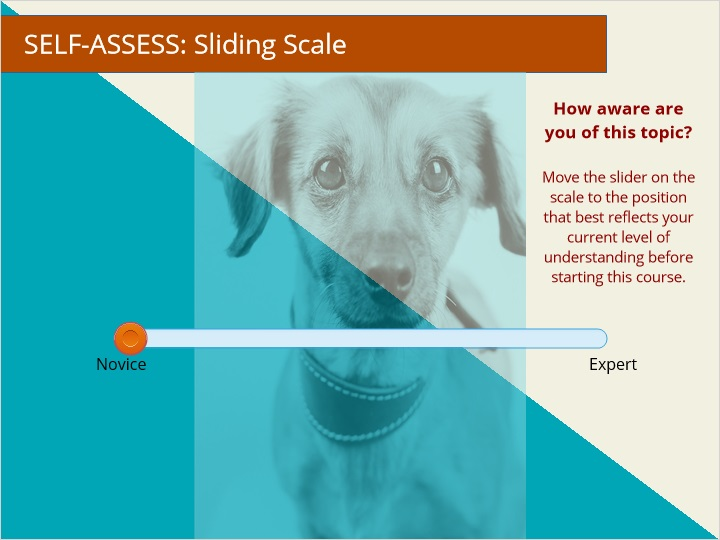 SELF-ASSESS: Sliding Scale
How aware are
you of this topic?
Move the slider on the
scale to the position
that best reflects your
current level of
understanding before
starting this course.
Novice
Expert